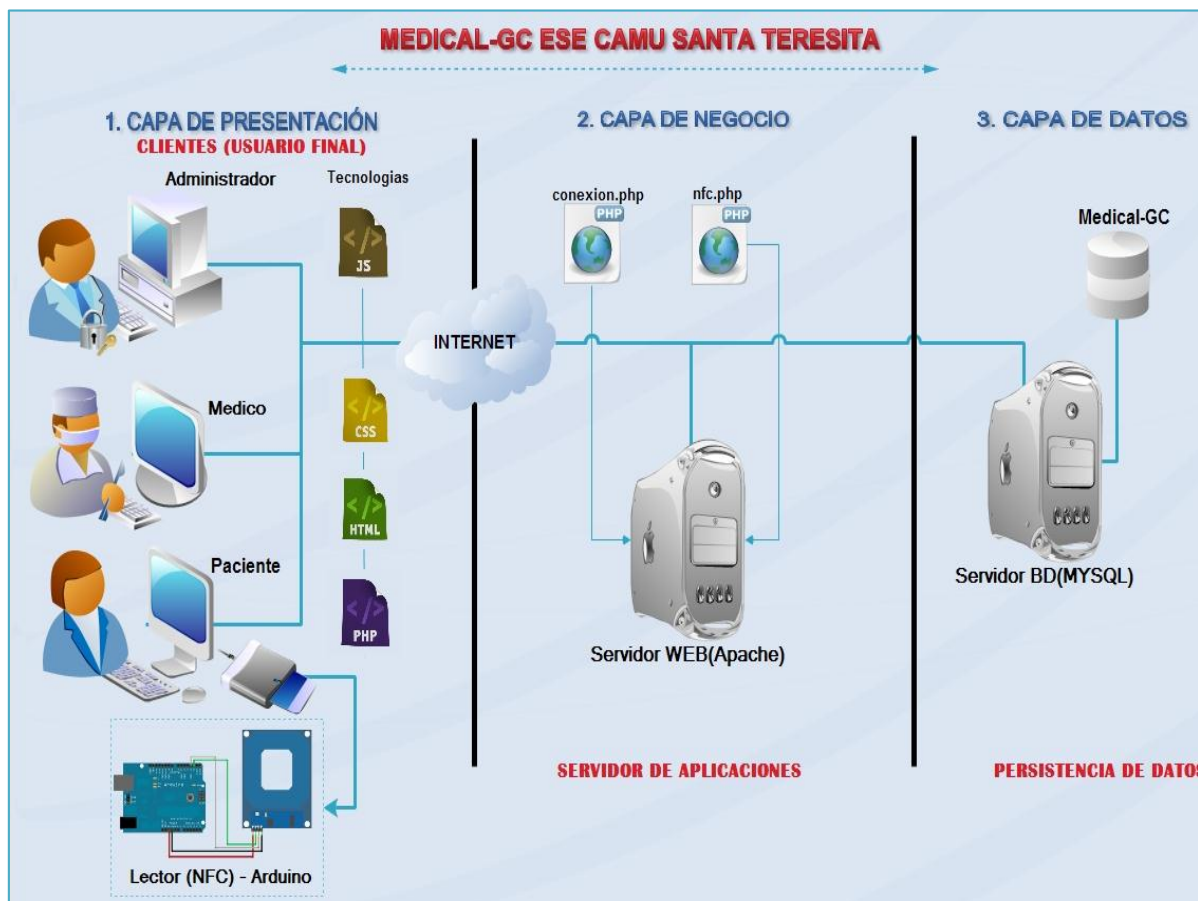 MEDICAL-GC ESE CAMU SANTA TERESITA
1. CAPA DE PRESENTACIÓN
CLIENTES (USUARIO FINAL)
Administrador
Tecnologias
JS
Medico
CSS
HTML
Paciente
PHP
Lector (NFC) - Arduino
INTERNET
2. CAPA DE NEGOCIO
conexion.php
nfc.php
PHP
PHP
Servidor WEB(Apache)
SERVIDOR DE APLICACIONES
3. CAPA DE DATOS
Medical-GC
Servidor BD(MYSQL)
PERSISTENCIA DE DATOS